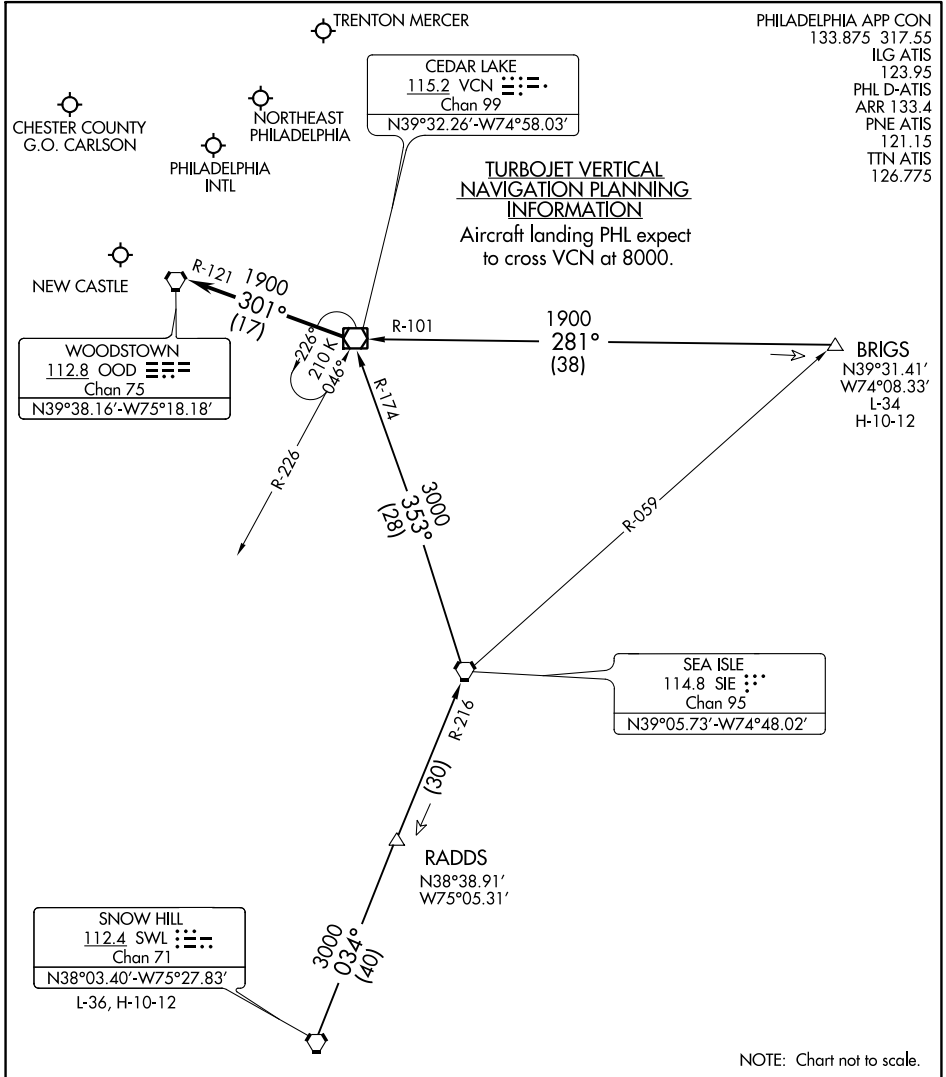 TRENTON MERCER
PHILADELPHIA APP CON
133.875 317.55
ILG ATIS
123.95
PHL D-ATIS
ARR 133.4
PNE ATIS
121.15
TTN ATIS
126.775
CEDAR LAKE
115.2 VCN
Chan 99
N39°32.26'-W74°58.03'
CHESTER COUNTY
G.O. CARLSON
NORTHEAST
PHILADELPHIA
PHILADELPHIA
INTL
TURBOJET VERTICAL
NAVIGATION PLANNING
INFORMATION
Aircraft landing PHL expect
to cross VCN at 8000.
NEW CASTLE
R-121
1900
301°
(17)
WOODSTOWN
112.8 OOD
Chan 75
N39°38.16'-W75°18.18'
226°
210 K
046°
R-226
R-101
1900
281°
(38)
BRIGS
N39°31.41'
W74°08.33'
L-34
H-10-12
R-174
3000
353°
(28)
R-059
SEA ISLE
114.8 SIE
Chan 95
N39°05.73'-W74°48.02'
R-216
(30)
RADDS
N38°38.91'
W75°05.31'
SNOW HILL
112.4 SWL
Chan 71
N38°03.40'-W75°27.83'
L-36, H-10-12
3000
034°
(40)
NOTE: Chart not to scale.